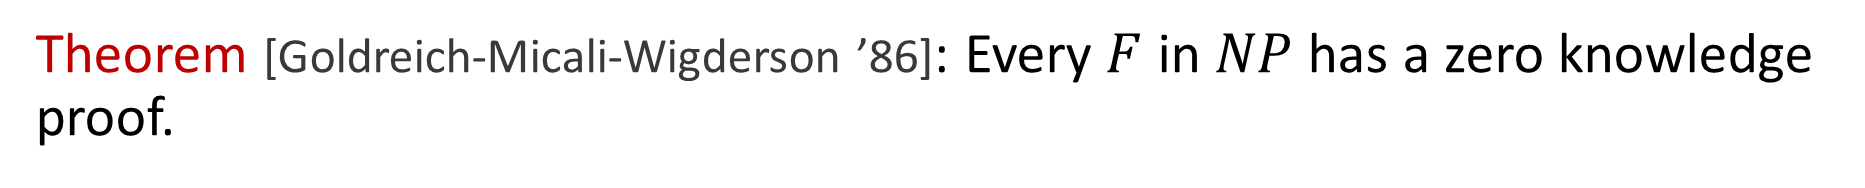 Theorem [Goldreich-Micali-Wigderson ’86]: Every F in NP has a zero knowledge
proof.